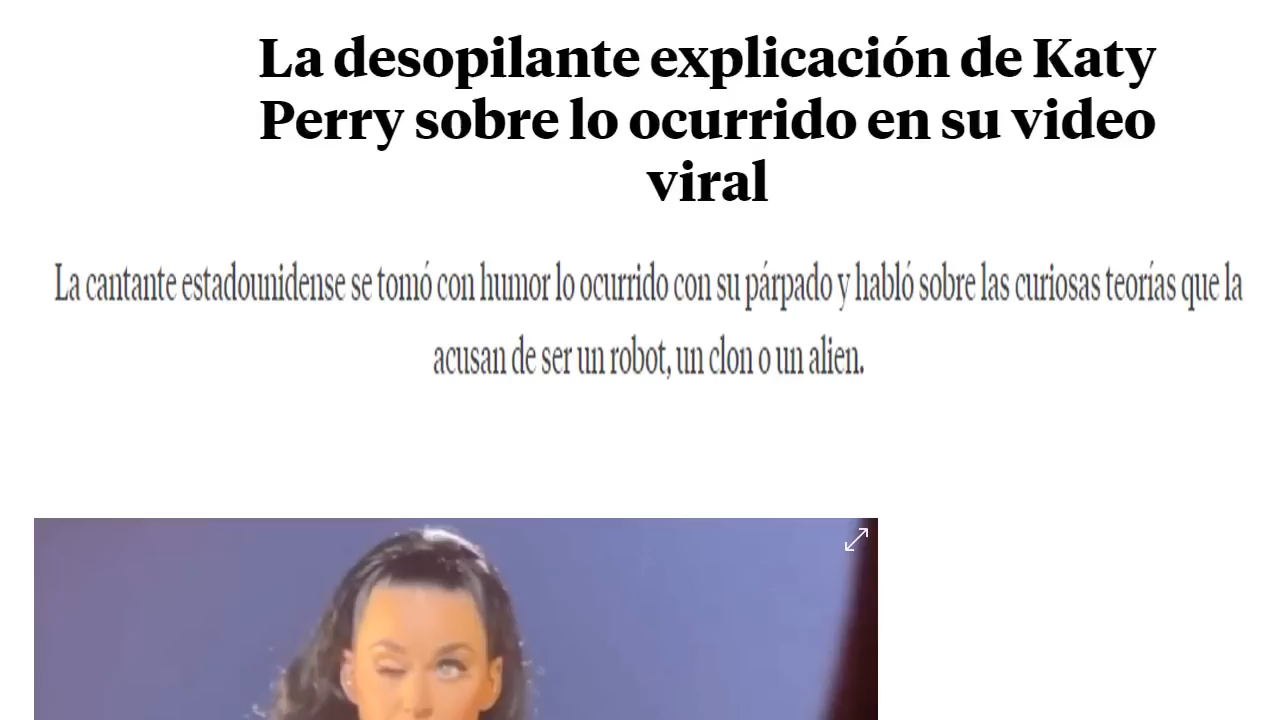 La desopilante explicación de Katy
Perry sobre lo ocurrido en su video
viral
La cantante estadounidense se tomó con humor lo ocurrido con su párpado y habló sobre las curiosas teorías que la
acusan de ser un robot, un clon o un alien.